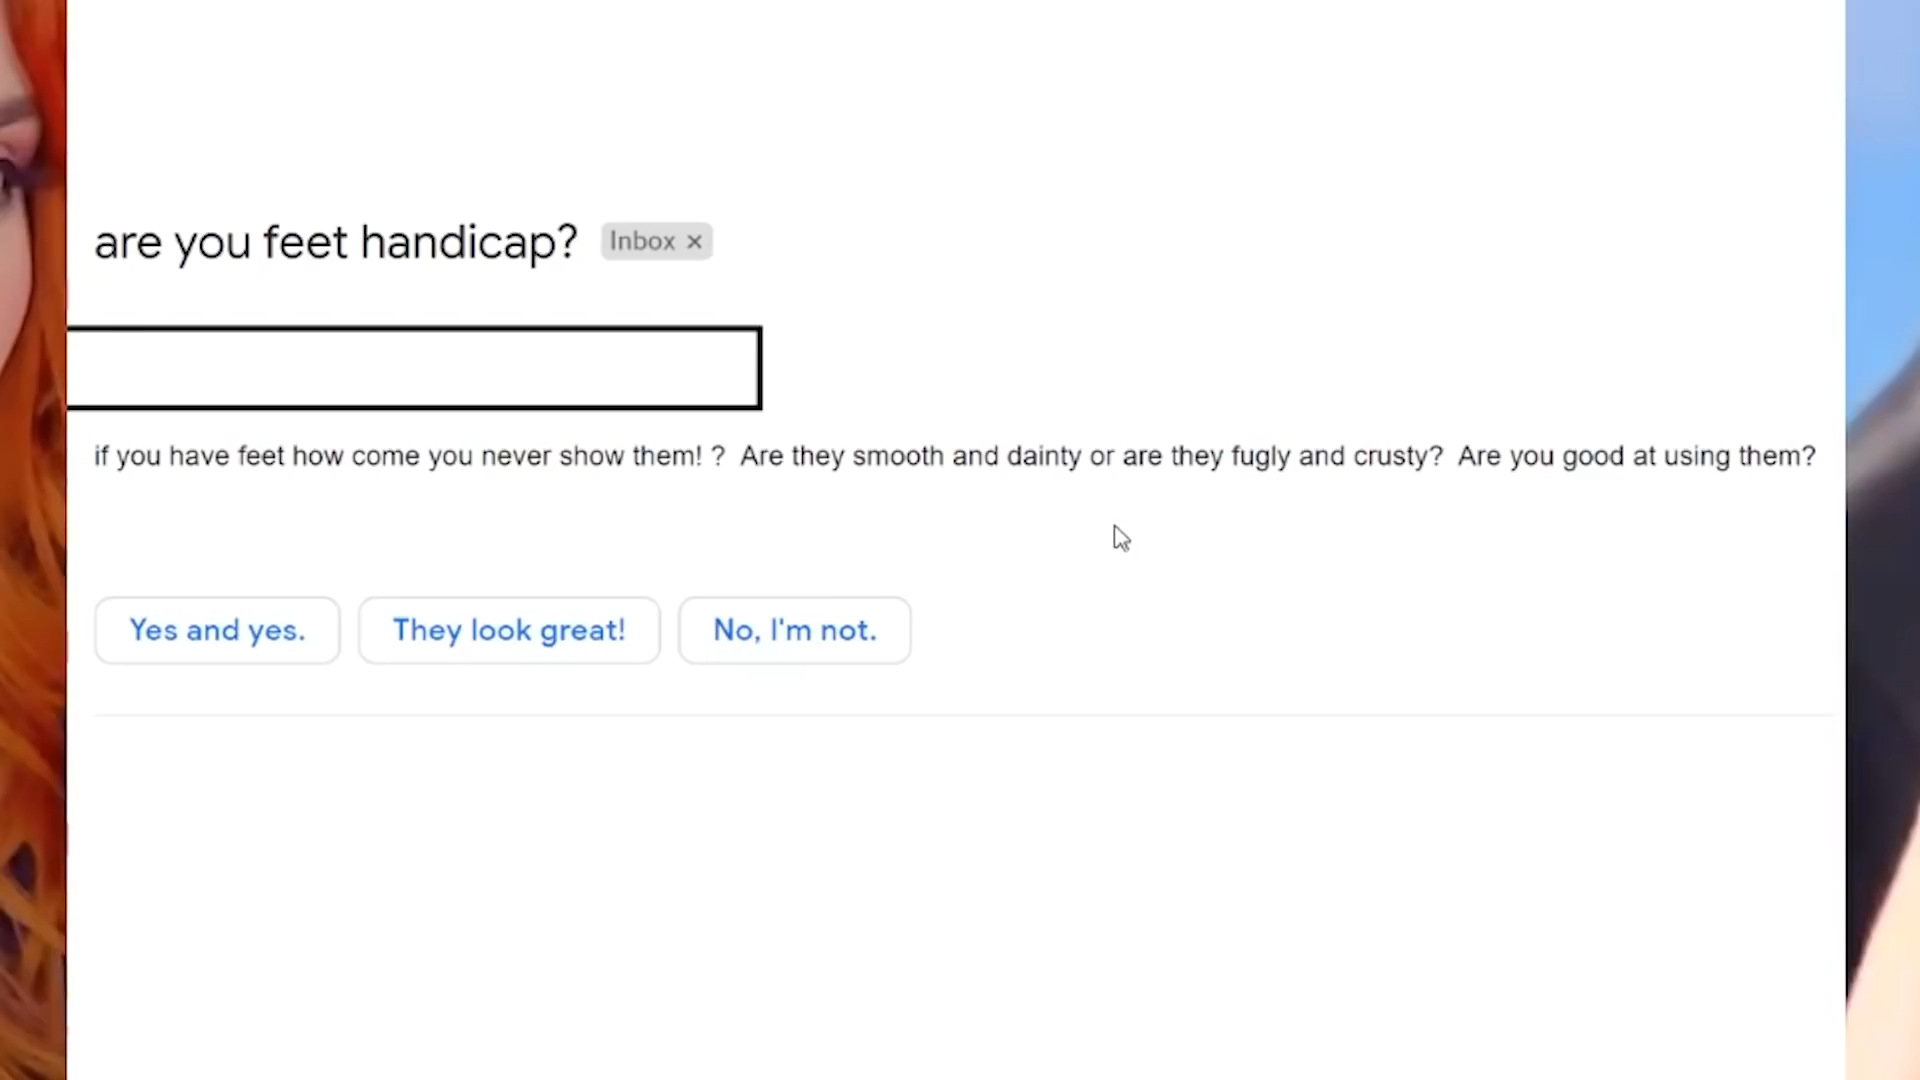 are you feet handicap? Inbox ×
if you have feet how come you never show them! ?  Are they smooth and dainty or are they fugly and crusty?  Are you good at using them?
Yes and yes. They look great! No, I'm not.